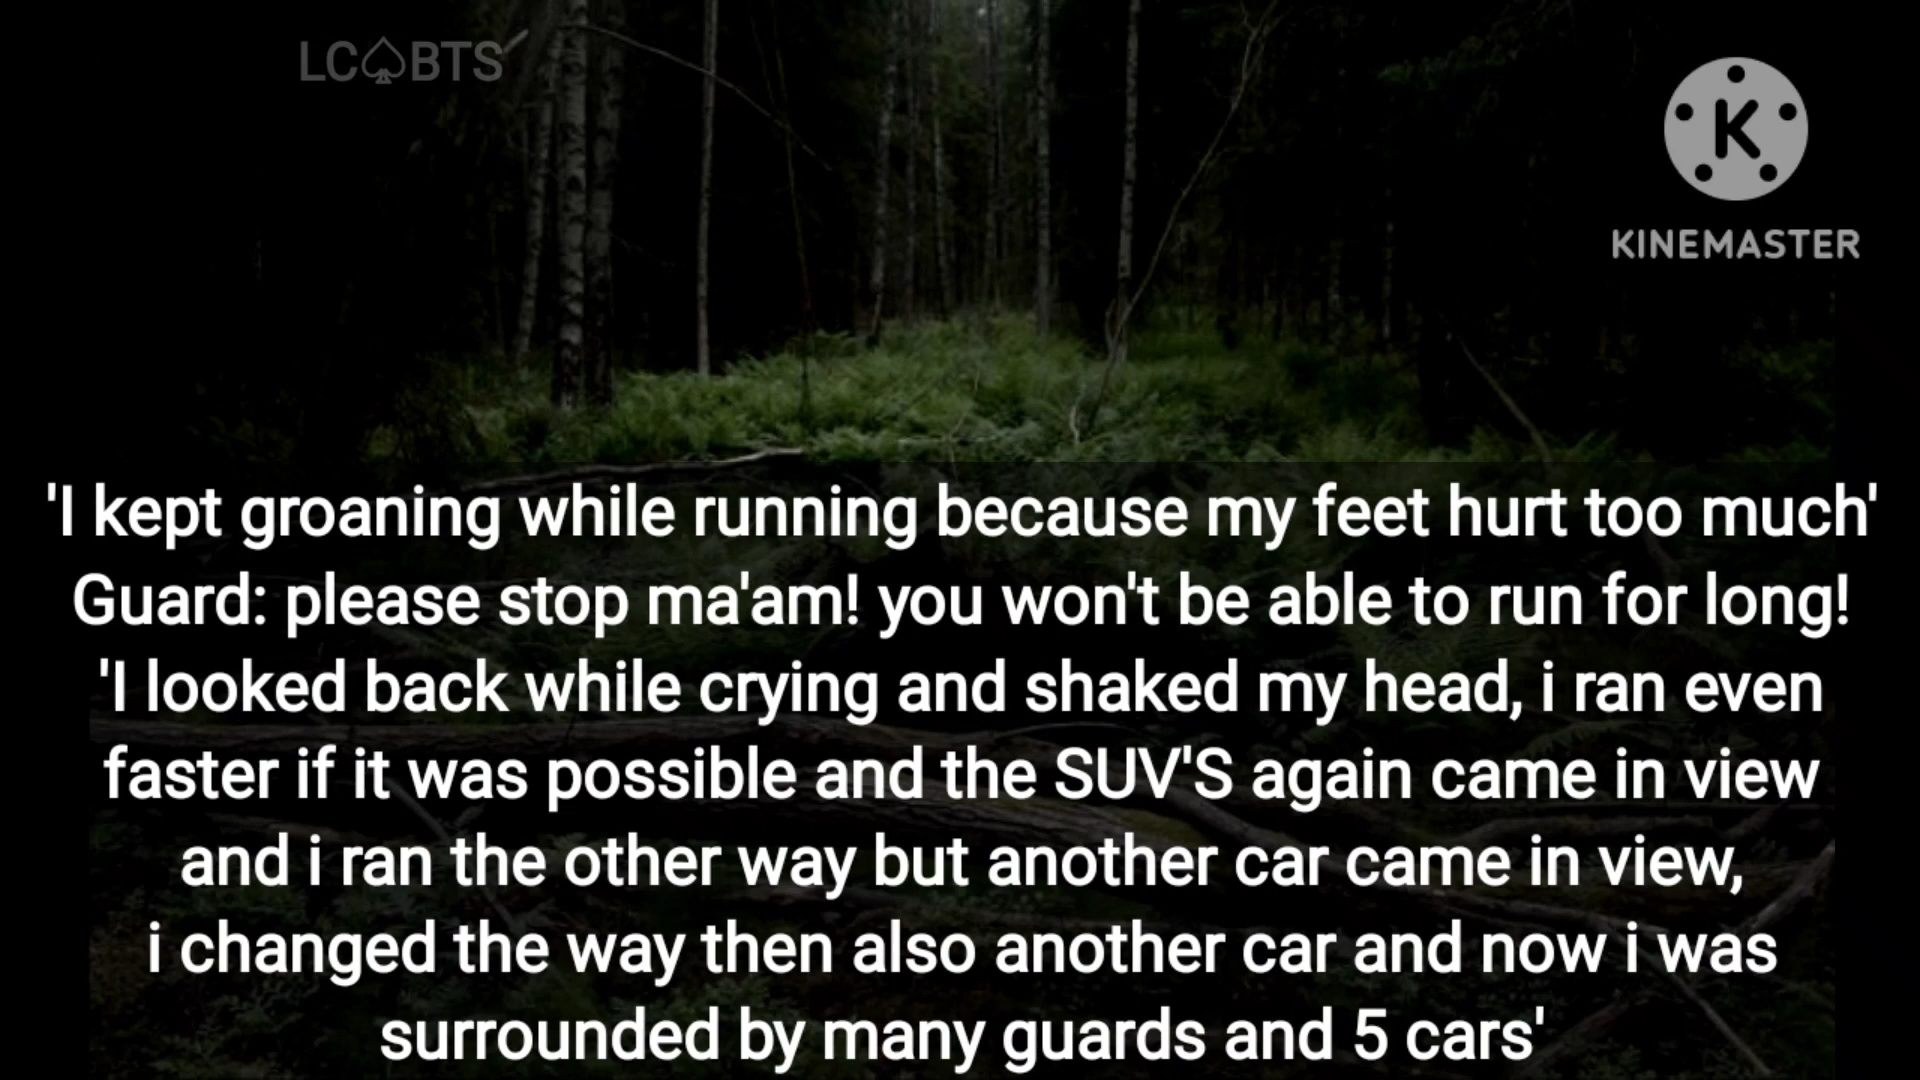 LC♤BTS
K
KINEMASTER
'I kept groaning while running because my feet hurt too much'
Guard: please stop ma'am! you won't be able to run for long!
'I looked back while crying and shaked my head, i ran even
faster if it was possible and the SUV'S again came in view
and i ran the other way but another car came in view,
i changed the way then also another car and now i was
surrounded by many guards and 5 cars'